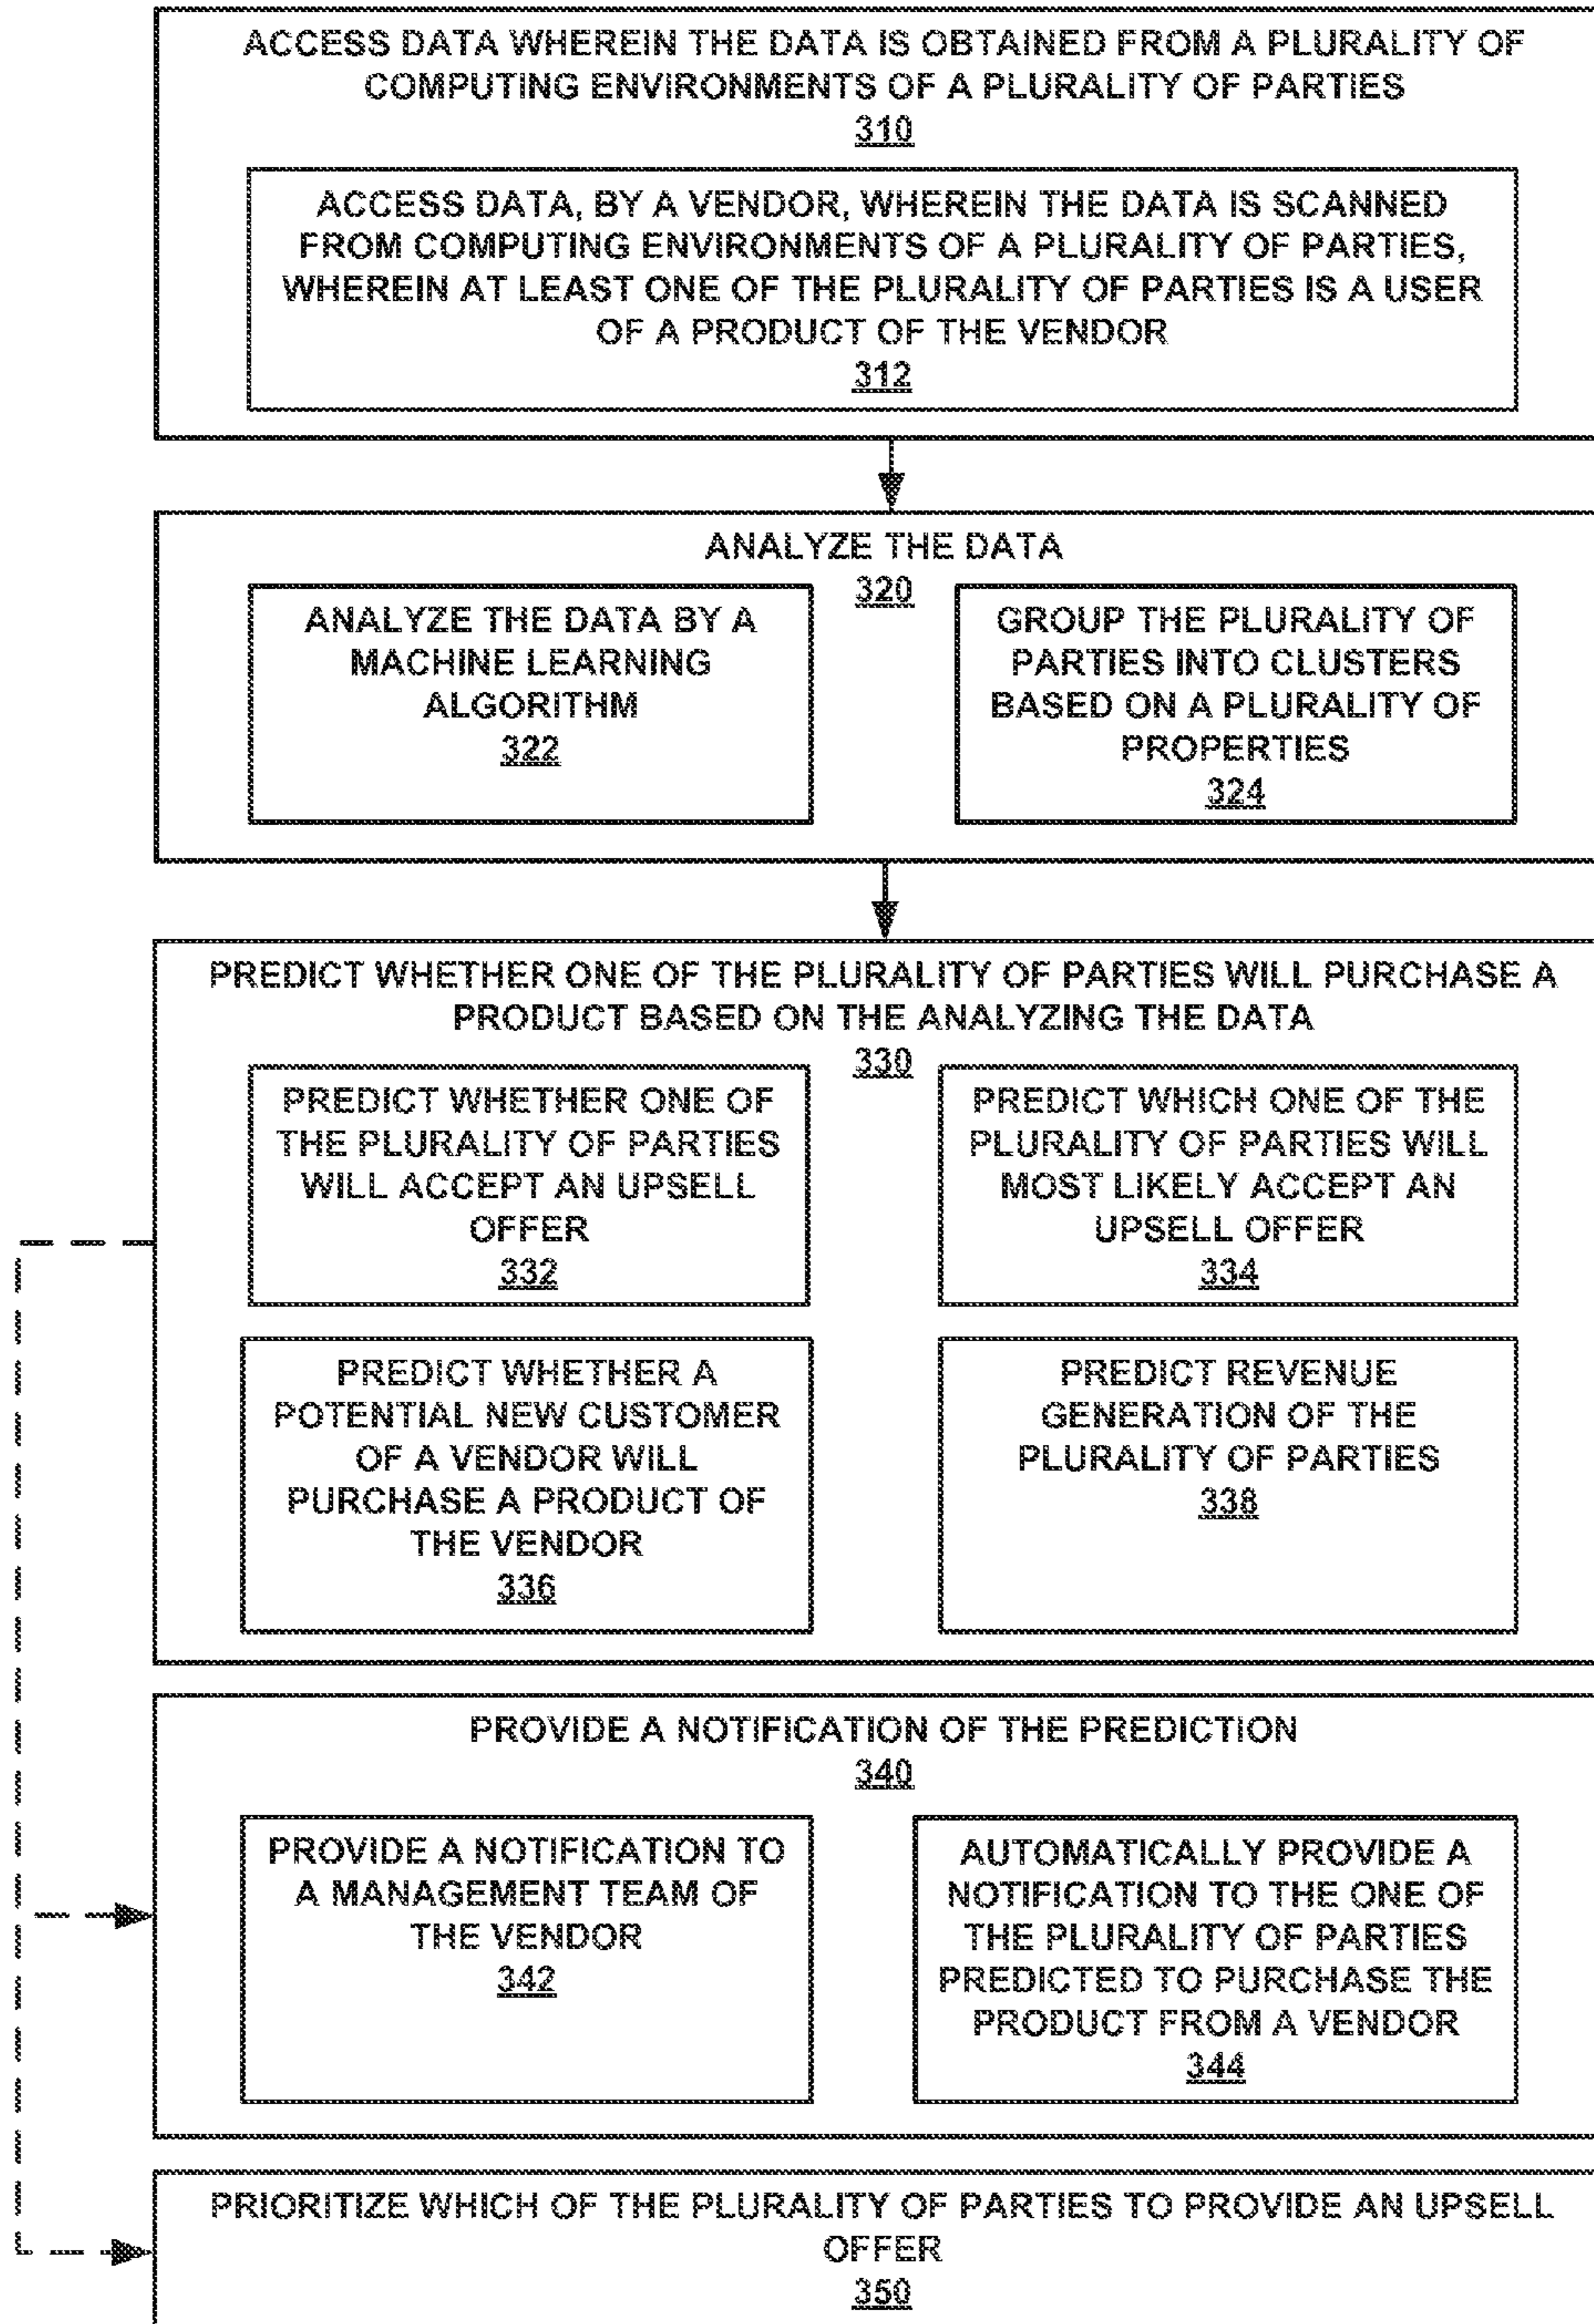 ACCESS DATA WHEREIN THE DATA IS OBTAINED FROM A PLURALITY OF
COMPUTING ENVIRONMENTS OF A PLURALITY OF PARTIES
310
ACCESS DATA, BY A VENDOR, WHEREIN THE DATA IS SCANNED
FROM COMPUTING ENVIRONMENTS OF A PLURALITY OF PARTIES,
WHEREIN AT LEAST ONE OF THE PLURALITY OF PARTIES IS A USER
OF A PRODUCT OF THE VENDOR
312
ANALYZE THE DATA
320
ANALYZE THE DATA BY A
MACHINE LEARNING
ALGORITHM
322
GROUP THE PLURALITY OF
PARTIES INTO CLUSTERS
BASED ON A PLURALITY OF
PROPERTIES
324
PREDICT WHETHER ONE OF THE PLURALITY OF PARTIES WILL PURCHASE A
PRODUCT BASED ON THE ANALYZING THE DATA
330
PREDICT WHETHER ONE OF
THE PLURALITY OF PARTIES
WILL ACCEPT AN UPSELL
OFFER
332
PREDICT WHICH ONE OF THE
PLURALITY OF PARTIES WILL
MOST LIKELY ACCEPT AN
UPSELL OFFER
334
PREDICT WHETHER A
POTENTIAL NEW CUSTOMER
OF A VENDOR WILL
PURCHASE A PRODUCT OF
THE VENDOR
336
PREDICT REVENUE
GENERATION OF THE
PLURALITY OF PARTIES
338
PROVIDE A NOTIFICATION OF THE PREDICTION
340
PROVIDE A NOTIFICATION TO
A MANAGEMENT TEAM OF
THE VENDOR
342
AUTOMATICALLY PROVIDE A
NOTIFICATION TO THE ONE OF
THE PLURALITY OF PARTIES
PREDICTED TO PURCHASE THE
PRODUCT FROM A VENDOR
344
PRIORITIZE WHICH OF THE PLURALITY OF PARTIES TO PROVIDE AN UPSELL
OFFER
350